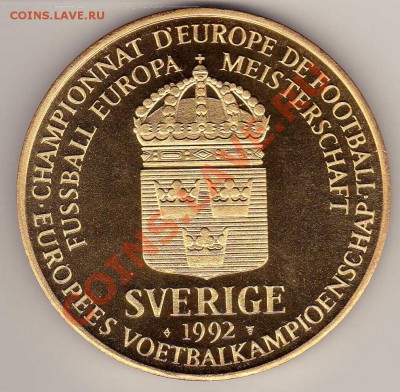 COINS.LAVE.RU
· CHAMPIONNAT D'EUROPE DE FOOTBALL ·
EUROPEES VOETBALKAMPIOENSCHAP
FUSSBALL EUROPA MEISTERSCHAFT
SVERIGE
1992
COINS.LAVE.RU